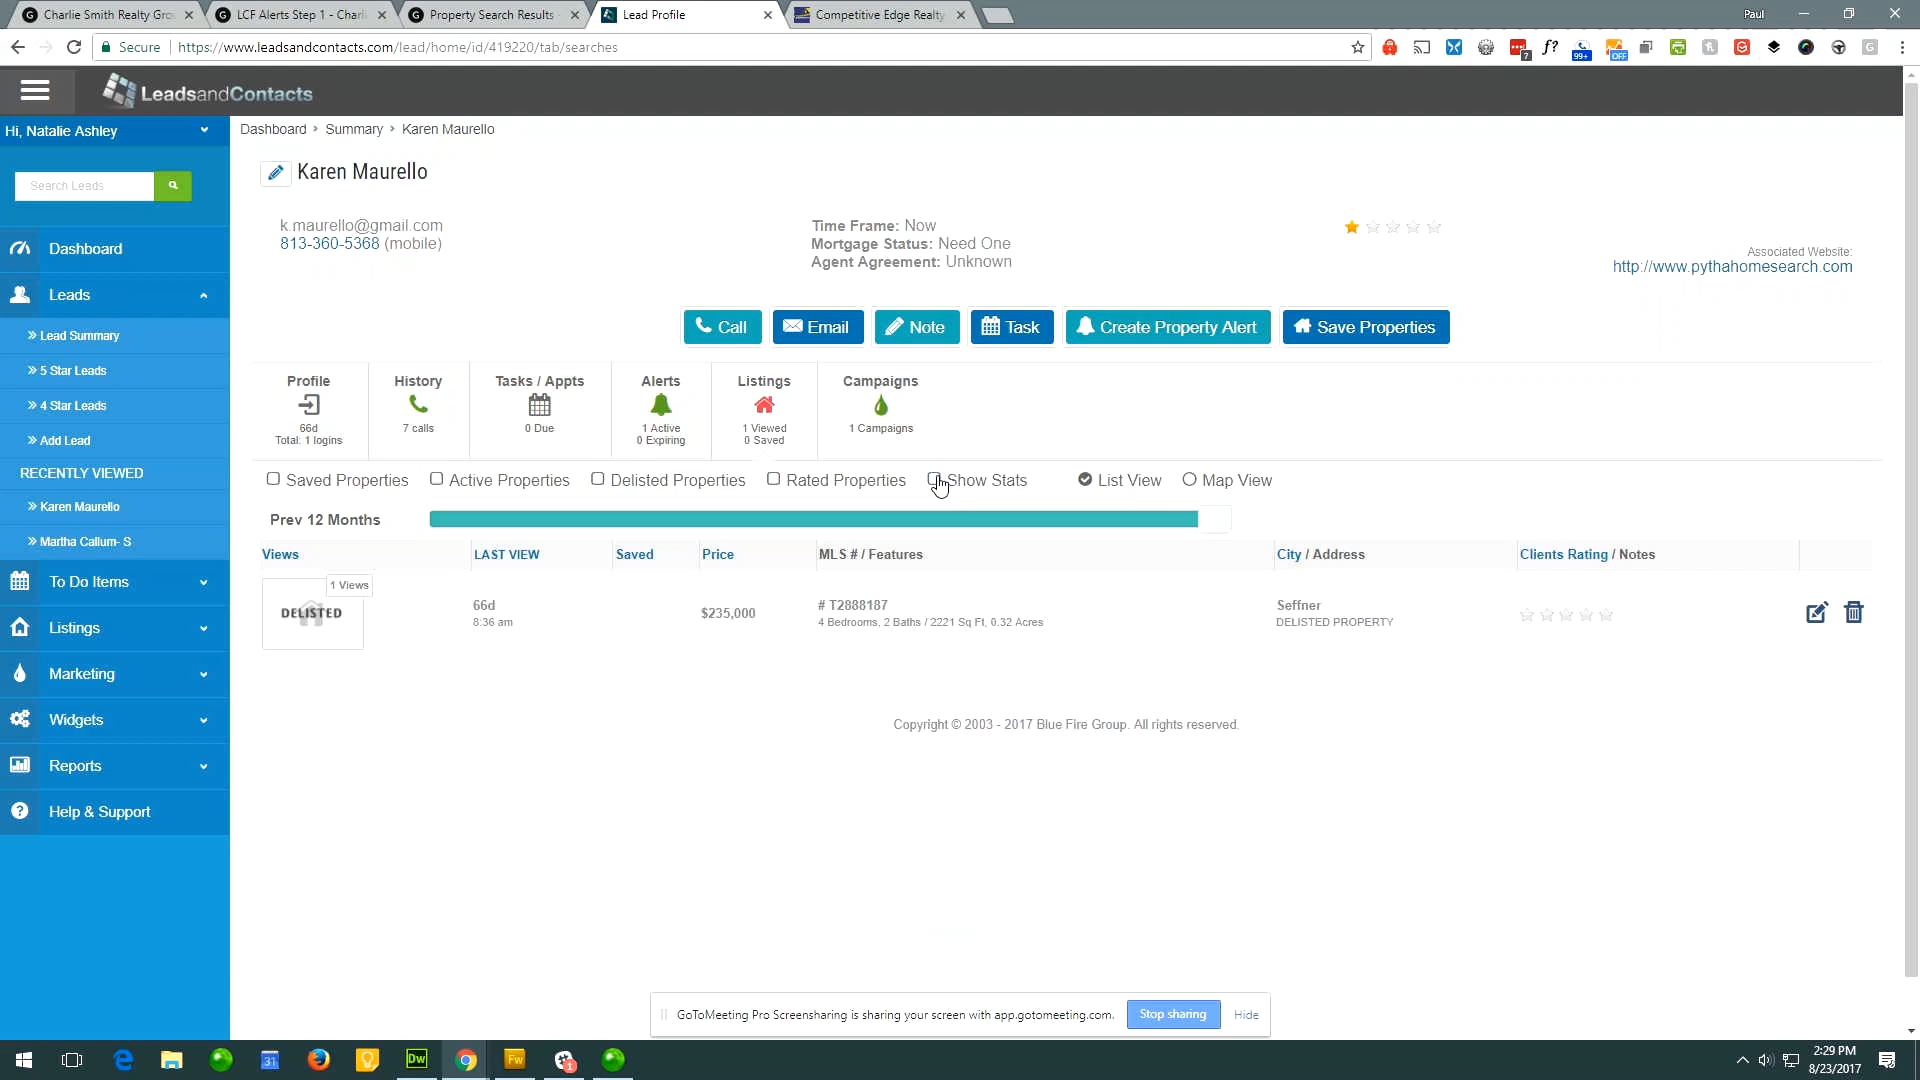 Charlie Smith Realty Gro
LCF Alerts Step 1 - Charl
Property Search Results
Lead Profile
Competitive Edge Realty
Paul
Secure
https://www.leadsandcontacts.com/lead/home/id/419220/tab/searches
f?
7
99+
OFF
G
LeadsandContacts
Hi, Natalie Ashley
Search Leads
Dashboard
Leads
» Lead Summary
» 5 Star Leads
» 4 Star Leads
» Add Lead
RECENTLY VIEWED
» Karen Maurello
» Martha Callum- S
To Do Items
Listings
Marketing
Widgets
Reports
Help & Support
Dashboard › Summary › Karen Maurello
Karen Maurello
k.maurello@gmail.com
813-360-5368 (mobile)
Time Frame: Now
Mortgage Status: Need One
Agent Agreement: Unknown
Associated Website:
http://www.pythahomesearch.com
Call
Email
Note
Task
Create Property Alert
Save Properties
Profile
66d
Total: 1 logins
History
7 calls
Tasks / Appts
0 Due
Alerts
1 Active
0 Expiring
Listings
1 Viewed
0 Saved
Campaigns
1 Campaigns
Saved Properties
Active Properties
Delisted Properties
Rated Properties
Show Stats
List View
Map View
Prev 12 Months
Views
LAST VIEW
Saved
Price
MLS # / Features
City / Address
Clients Rating / Notes
1 Views
DELISTED
66d
8:36 am
$235,000
# T2888187
4 Bedrooms, 2 Baths / 2221 Sq Ft, 0.32 Acres
Seffner
DELISTED PROPERTY
Copyright © 2003 - 2017 Blue Fire Group. All rights reserved.
GoToMeeting Pro Screensharing is sharing your screen with app.gotomeeting.com.
Stop sharing
Hide
31
Dw
Fw
1
2:29 PM
8/23/2017